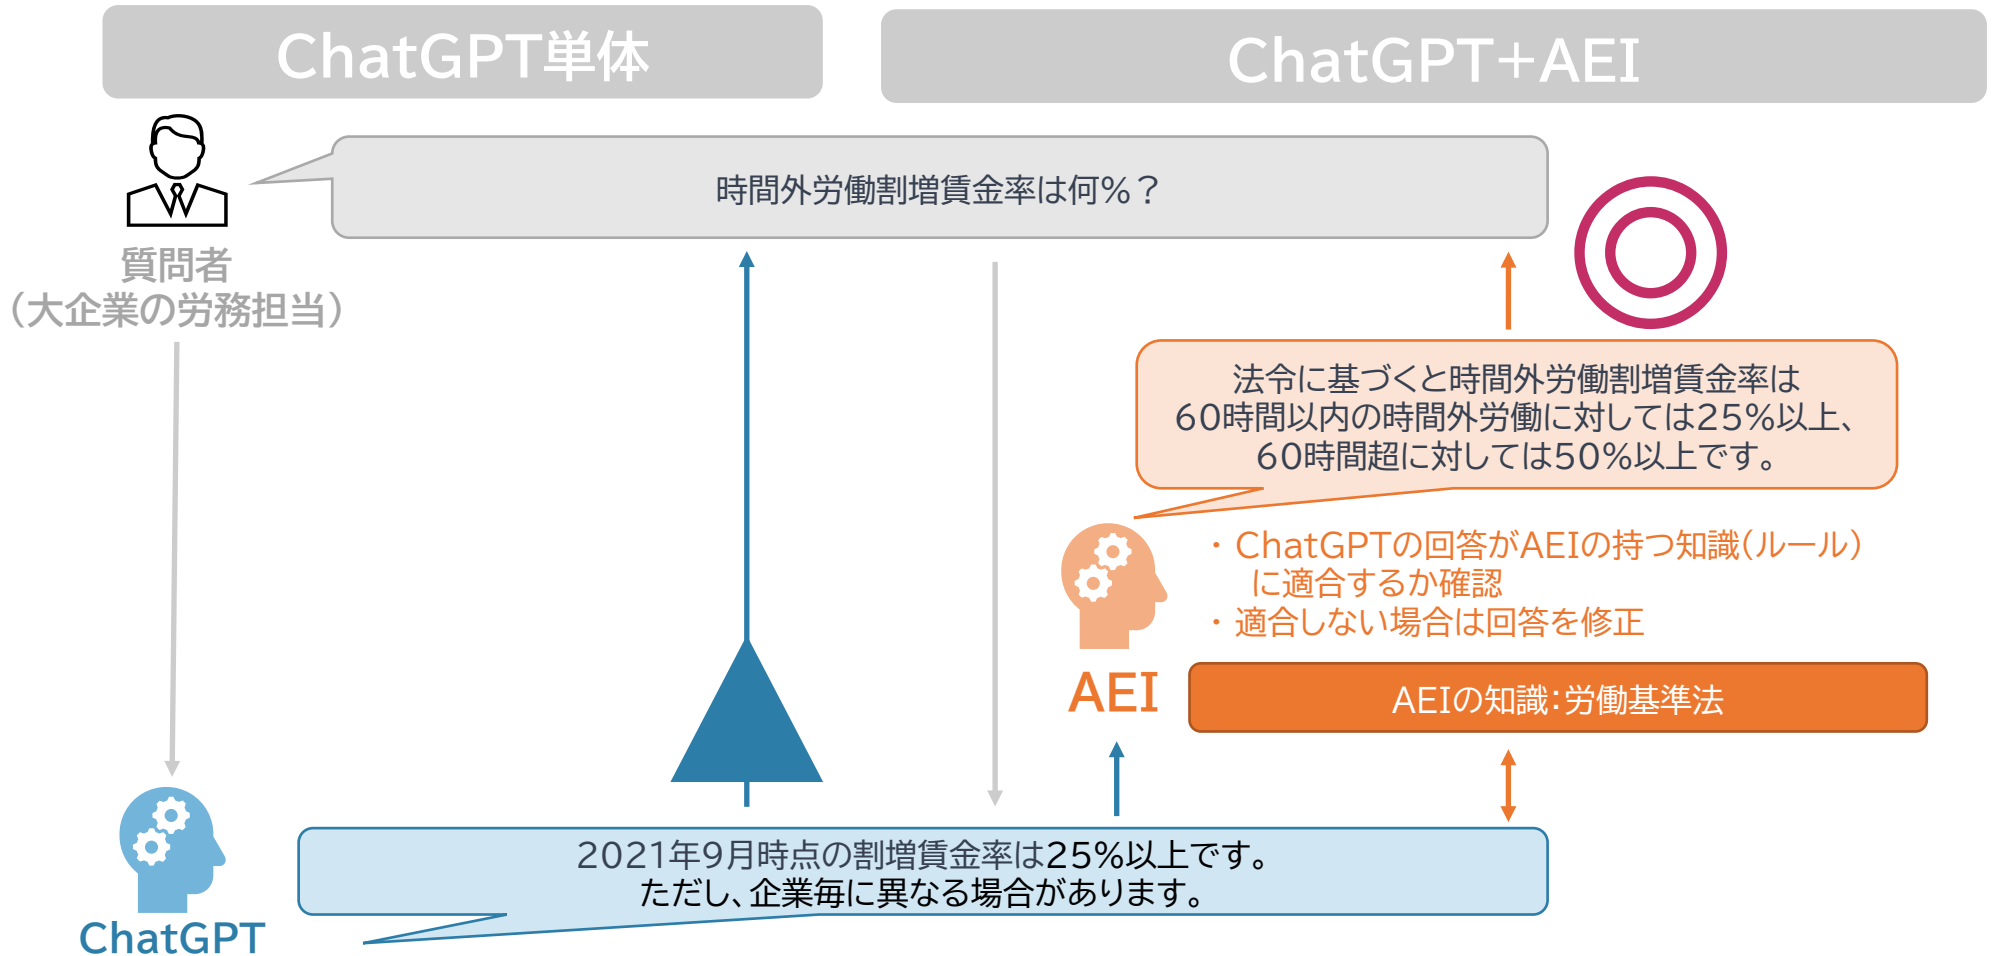 ChatGPT単体
ChatGPT+AEI
時間外労働割増賃金率は何%？
質問者
（大企業の労務担当）
法令に基づくと時間外労働割増賃金率は
60時間以内の時間外労働に対しては25%以上、
60時間超に対しては50%以上です。
・ChatGPTの回答がAEIの持つ知識（ルール）
に適合するか確認
・適合しない場合は回答を修正
AEI
AEIの知識：労働基準法
2021年9月時点の割増賃金率は25%以上です。
ただし、企業毎に異なる場合があります。
ChatGPT